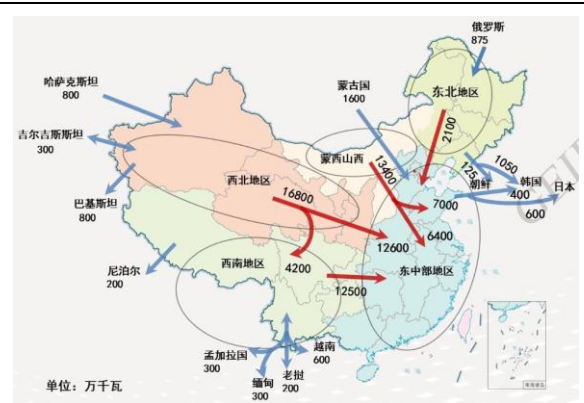 俄罗斯
875
哈萨克斯坦
800
蒙古国
1600
东北地区
吉尔吉斯斯坦
300
蒙西山西
2100
13400
125
1050
朝鲜
韩国
400
日本
600
西北地区
16800
7000
巴基斯坦
800
12600
6400
西南地区
4200
东中部地区
尼泊尔
200
12500
孟加拉国
300
缅甸
300
老挝
200
越南
600
单位：万千瓦